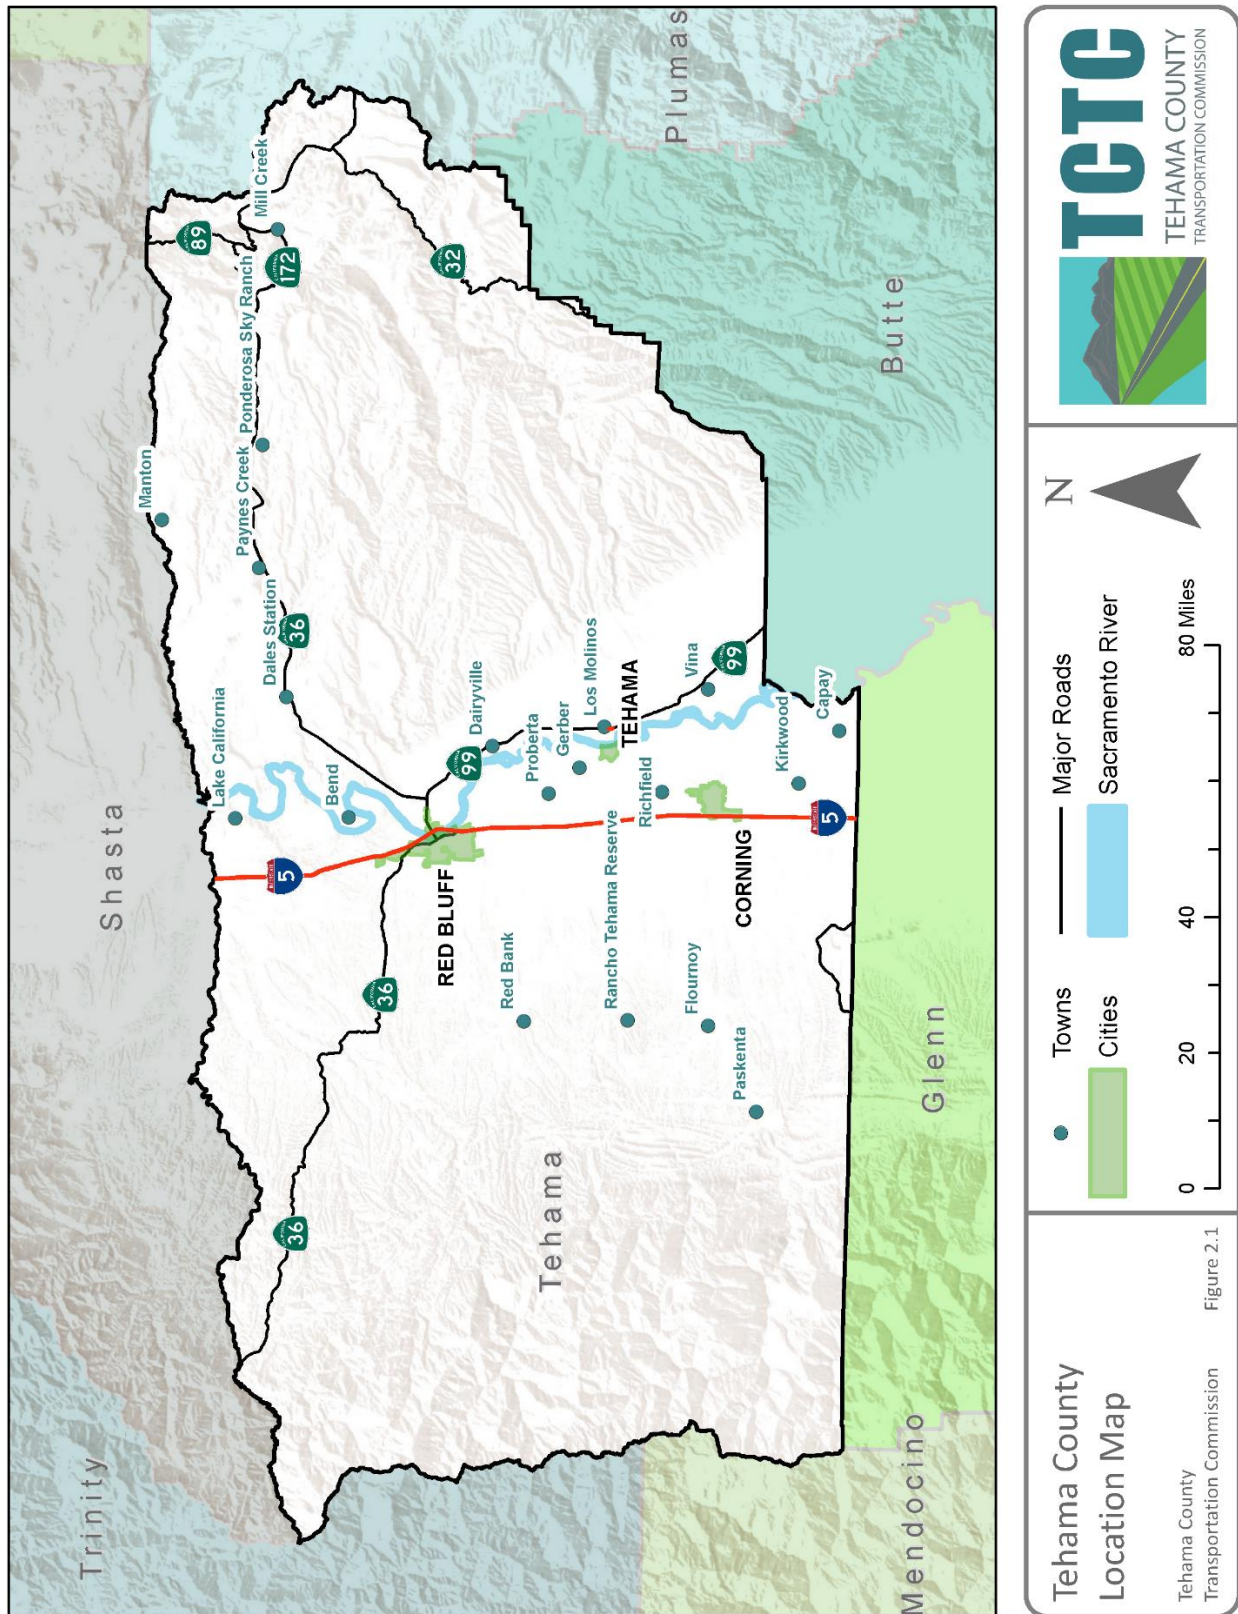 Shasta
Trinity
Plumas
Manton
89
Lake California
Mill Creek
Paynes Creek
Ponderosa Sky Ranch
172
Dales Station
36
5
36
Bend
36
32
RED BLUFF
99
Dairyville
Red Bank
Proberta
Gerber
Tehama
Los Molinos
TEHAMA
Rancho Tehama Reserve
Richfield
Flournoy
Vina
99
CORNING
Paskenta
Kirkwood
5
Capay
Butte
Glenn
Mendocino
Tehama County
Location Map
Tehama County
Transportation Commission
Figure 2.1
Towns
Major Roads
Cities
Sacramento River
0
20
40
80 Miles
N
TCTC
TEHAMA COUNTY
TRANSPORTATION COMMISSION